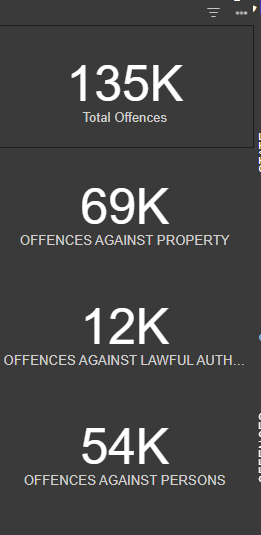 135K
Total Offences
69K
OFFENCES AGAINST PROPERTY
12K
OFFENCES AGAINST LAWFUL AUTH...
54K
OFFENCES AGAINST PERSONS